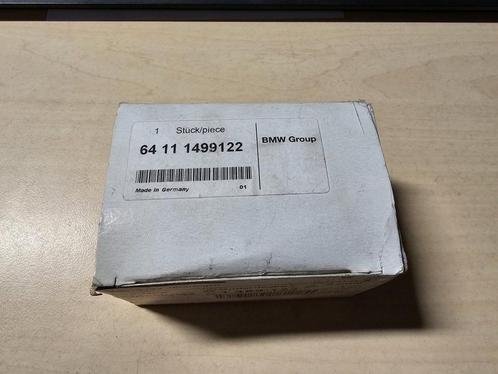 1 Stück/piece
64 11 1499122
BMW Group
Made in Germany 01